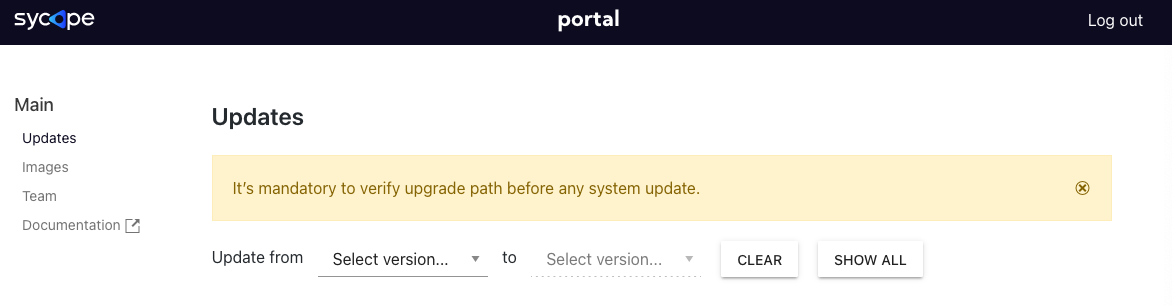 sycope
portal
Log out
Main
Updates
Images
Team
Documentation
Updates
It's mandatory to verify upgrade path before any system update.
Update from Select version... to Select version... CLEAR SHOW ALL